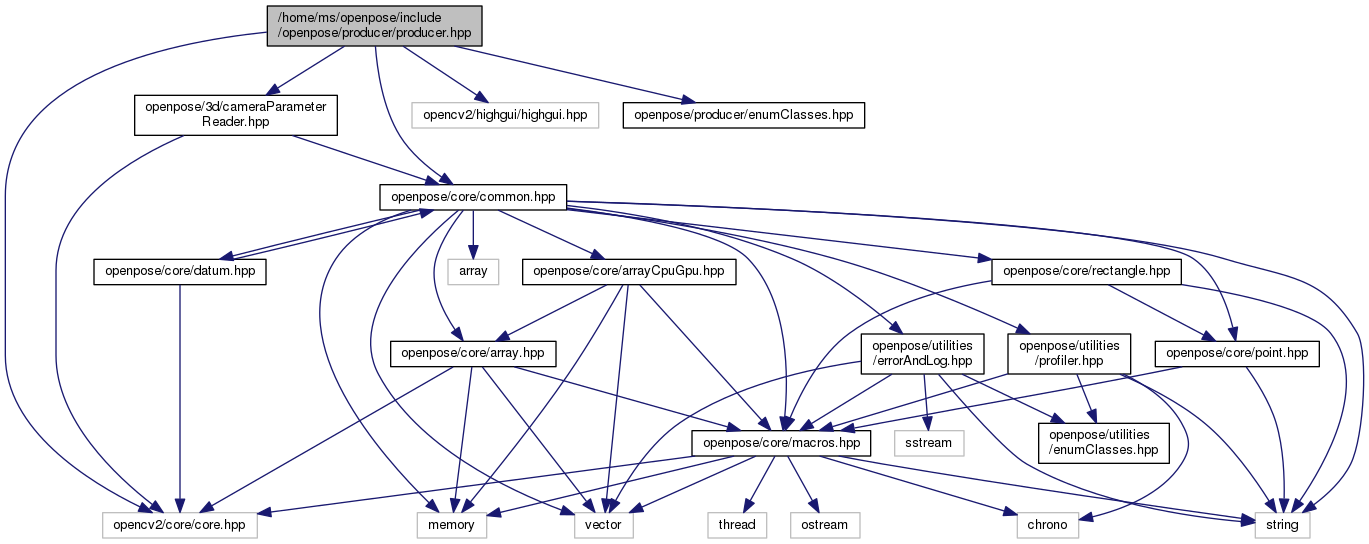 /home/ms/openpose/include
/openpose/producer/producer.hpp
openpose/3d/cameraParameter
Reader.hpp
opencv2/highgui/highgui.hpp
openpose/producer/enumClasses.hpp
openpose/core/common.hpp
openpose/core/datum.hpp
array
openpose/core/arrayCpuGpu.hpp
openpose/core/rectangle.hpp
openpose/core/array.hpp
openpose/utilities
/errorAndLog.hpp
openpose/utilities
/profiler.hpp
openpose/core/point.hpp
openpose/core/macros.hpp
sstream
openpose/utilities
/enumClasses.hpp
opencv2/core/core.hpp
memory
vector
thread
ostream
chrono
string